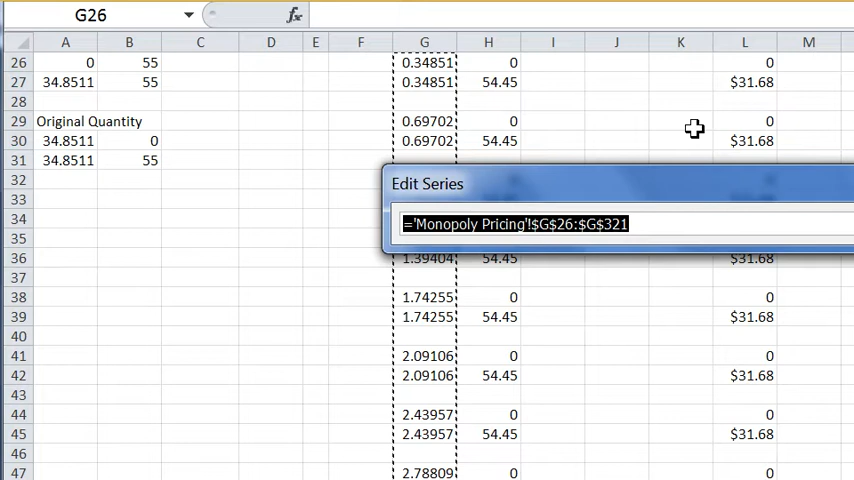 G26 fx
A B C D E F G H I J K L M
26 0 55 0.34851 0 0
27 34.8511 55 0.34851 54.45 $31.68
28
29 Original Quantity 0.69702 0 0
30 34.8511 0 0.69702 54.45 $31.68
31 34.8511 55
32
Edit Series
33
34 ='Monopoly Pricing'!$G$26:$G$321
35
36 1.39404 54.45 $31.68
37
38 1.74255 0 0
39 1.74255 54.45 $31.68
40
41 2.09106 0 0
42 2.09106 54.45 $31.68
43
44 2.43957 0 0
45 2.43957 54.45 $31.68
46
47 2.78809 0 0